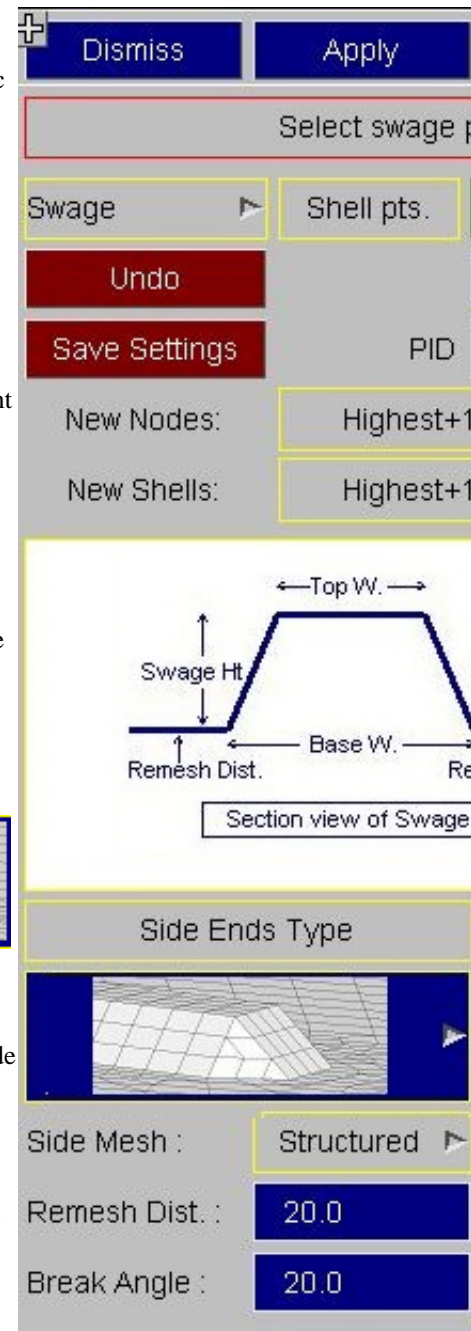 Dismiss Apply
Select swage
Swage Shell pts.
Undo
Save Settings PID
New Nodes: Highest+1
New Shells: Highest+1
Top W.
Swage Ht
Base W.
Remesh Dist.
Section view of Swage
Side Ends Type
Side Mesh : Structured
Remesh Dist. : 20.0
Break Angle : 20.0